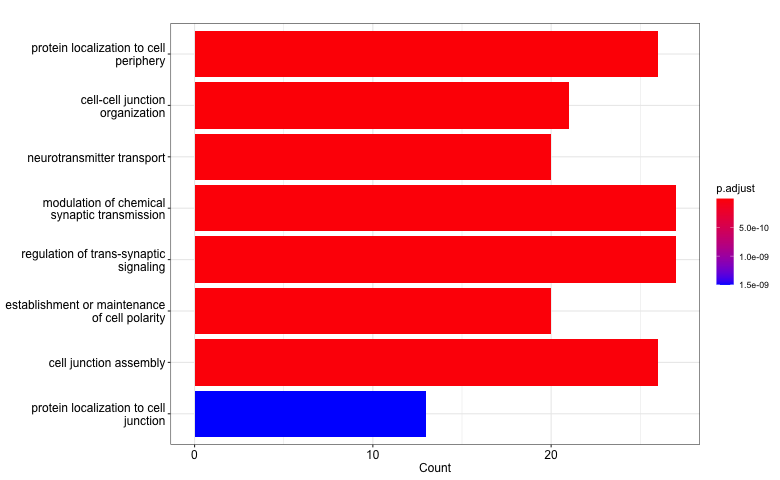 protein localization to cell
periphery
cell-cell junction
organization
neurotransmitter transport
modulation of chemical
synaptic transmission
regulation of trans-synaptic
signaling
establishment or maintenance
of cell polarity
cell junction assembly
protein localization to cell
junction
0
10
20
Count
p.adjust
5.0e-10
1.0e-09
1.5e-09